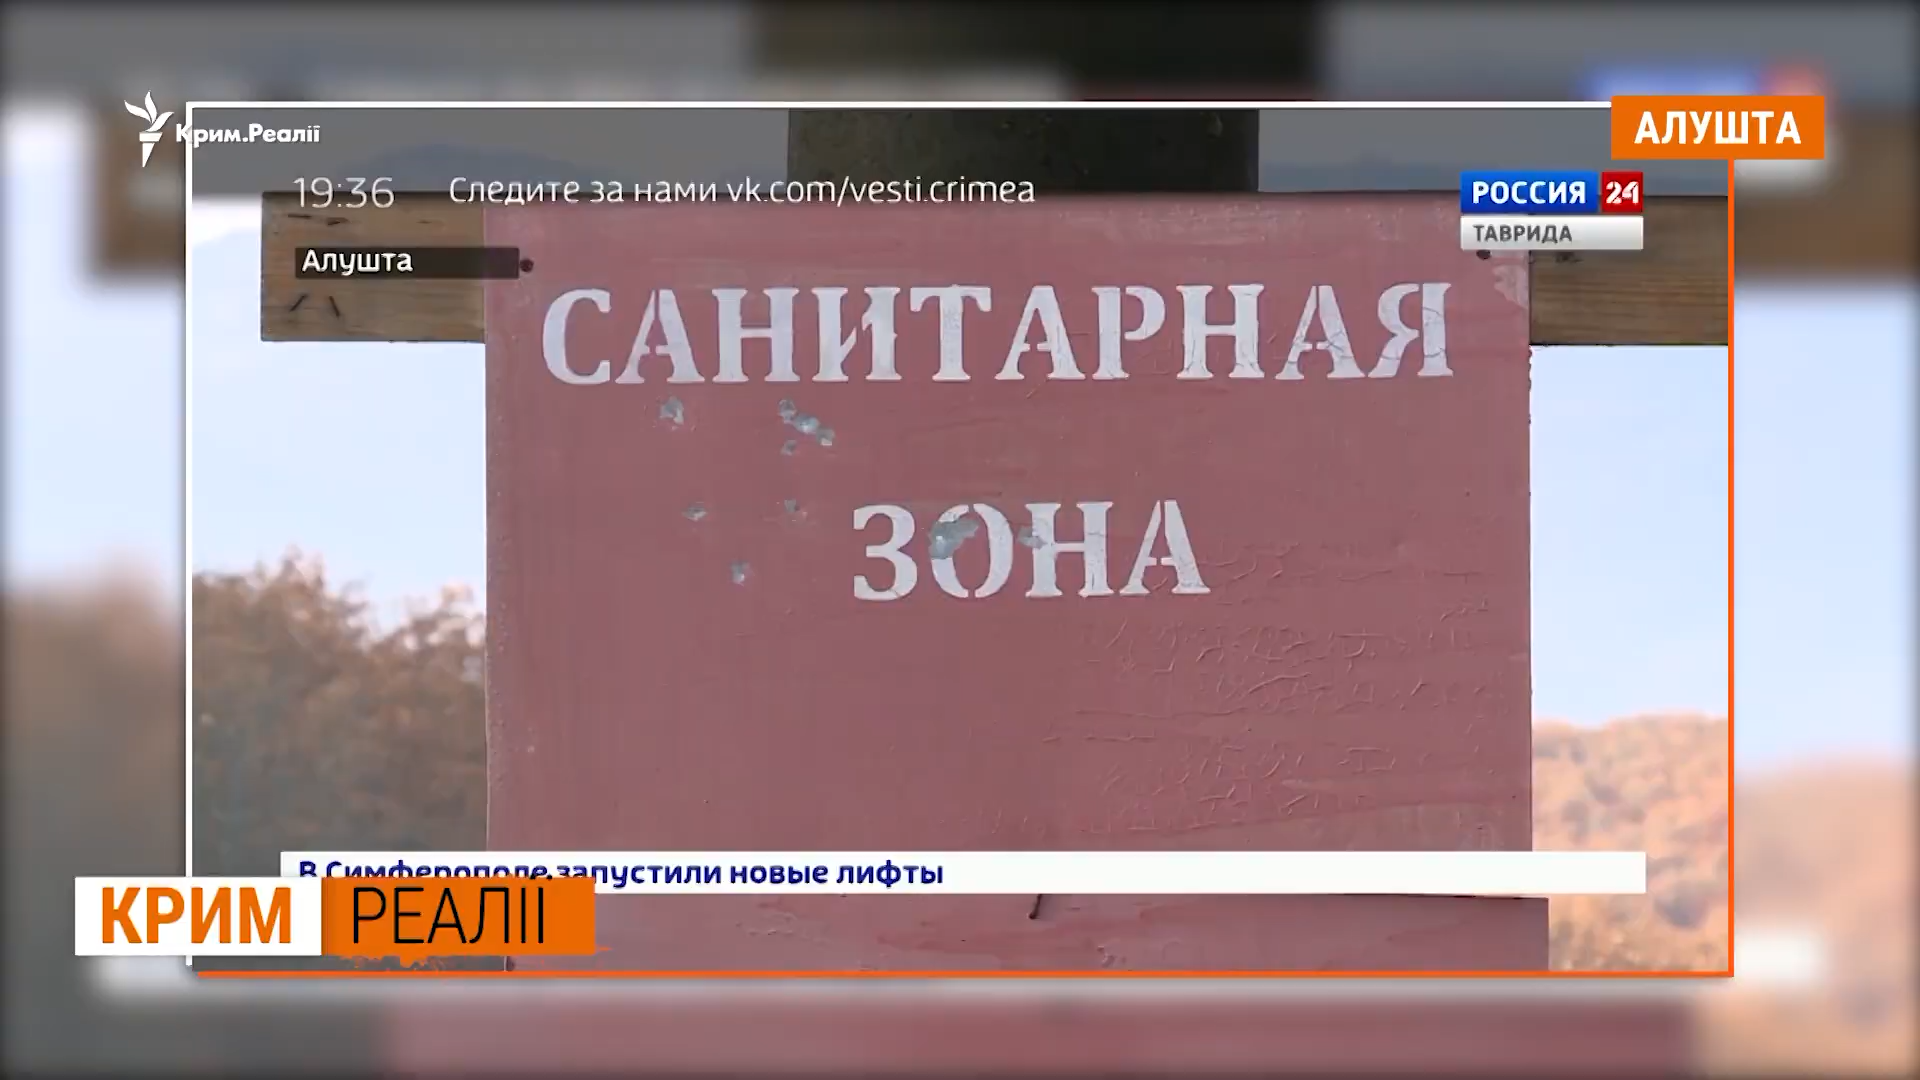 Крим.Реалії
АЛУШТА
19:36 Следите за нами vk.com/vesti.crimea
РОССИЯ 24
ТАВРИДА
Алушта
САНИТАРНАЯ
ЗОНА
В Симферополе запустили новые лифты
КРИМ РЕАЛІЇ